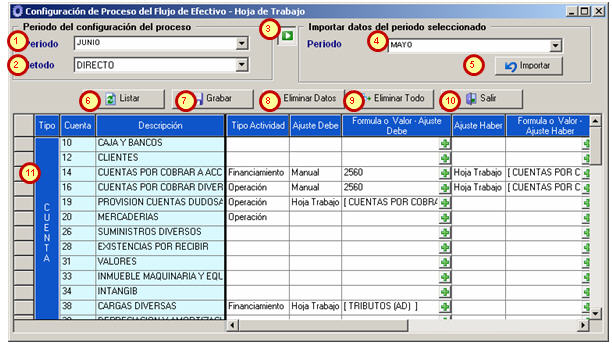 Configuración de Proceso del Flujo de Efectivo - Hoja de Trabajo
Periodo del configuración del proceso
1 Periodo JUNIO
2 Metodo DIRECTO
3
Importar datos del periodo seleccionado
Periodo 4 MAYO
5 Importar
6 Listar 7 Grabar 8 Eliminar Datos 9 Eliminar Todo 10 Salir
Tipo Cuenta Descripción Tipo Actividad Ajuste Debe Formula o Valor - Ajuste Debe Ajuste Haber Formula o Valor - Ajuste Haber
11
CUENTA
10 CAJA Y BANCOS
12 CLIENTES
14 CUENTAS POR COBRAR A ACC Financiamiento Manual 2560 Hoja Trabajo [ CUENTAS POR C
16 CUENTAS POR COBRAR DIVER Operación Manual 2560 Hoja Trabajo [ CUENTAS POR C
19 PROVISION CUENTAS DUDOSA Operación Hoja Trabajo [ CUENTAS POR COBRA
20 MERCADERIAS Operación
26 SUMINISTROS DIVERSOS
28 EXISTENCIAS POR RECIBIR
31 VALORES
33 INMUEBLE MAQUINARIA Y EQL
34 INTANGIB
38 CARGAS DIVERSAS Financiamiento Hoja Trabajo [ TRIBUTOS (AD) ]